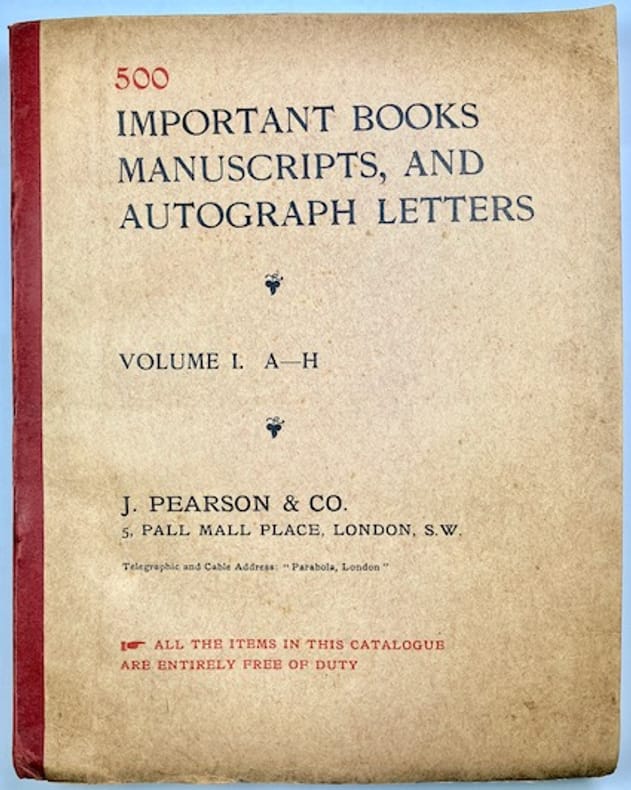 500
IMPORTANT BOOKS
MANUSCRIPTS, AND
AUTOGRAPH LETTERS
VOLUME I. A—H
J. PEARSON & CO.
5, PALL MALL PLACE, LONDON, S.W.
Telegraphic and Cable Address: “Parabola, London”
☛ ALL THE ITEMS IN THIS CATALOGUE
ARE ENTIRELY FREE OF DUTY